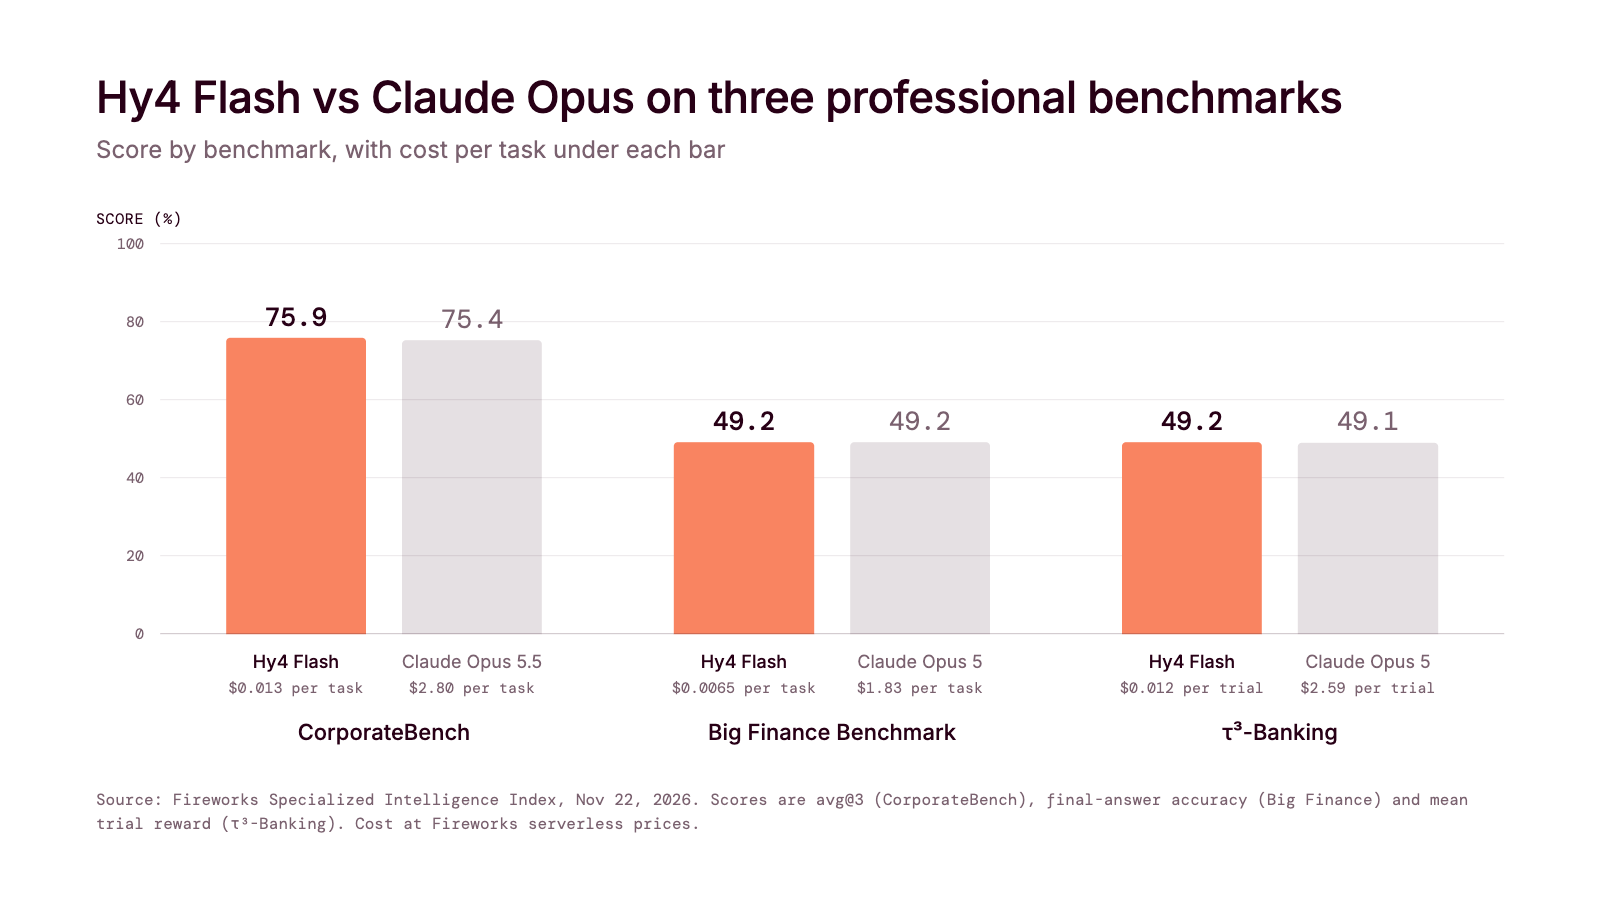 Hy4 Flash vs Claude Opus on three professional benchmarks
Score by benchmark, with cost per task under each bar
SCORE (%)
100
80
60
40
20
0
75.9
75.4
49.2
49.2
49.2
49.1
Hy4 Flash
Claude Opus 5.5
Hy4 Flash
Claude Opus 5
Hy4 Flash
Claude Opus 5
$0.013 per task
$2.80 per task
$0.0065 per task
$1.83 per task
$0.012 per trial
$2.59 per trial
CorporateBench
Big Finance Benchmark
τ³-Banking
Source: Fireworks Specialized Intelligence Index, Nov 22, 2026. Scores are avg@3 (CorporateBench), final-answer accuracy (Big Finance) and mean
trial reward (τ³-Banking). Cost at Fireworks serverless prices.